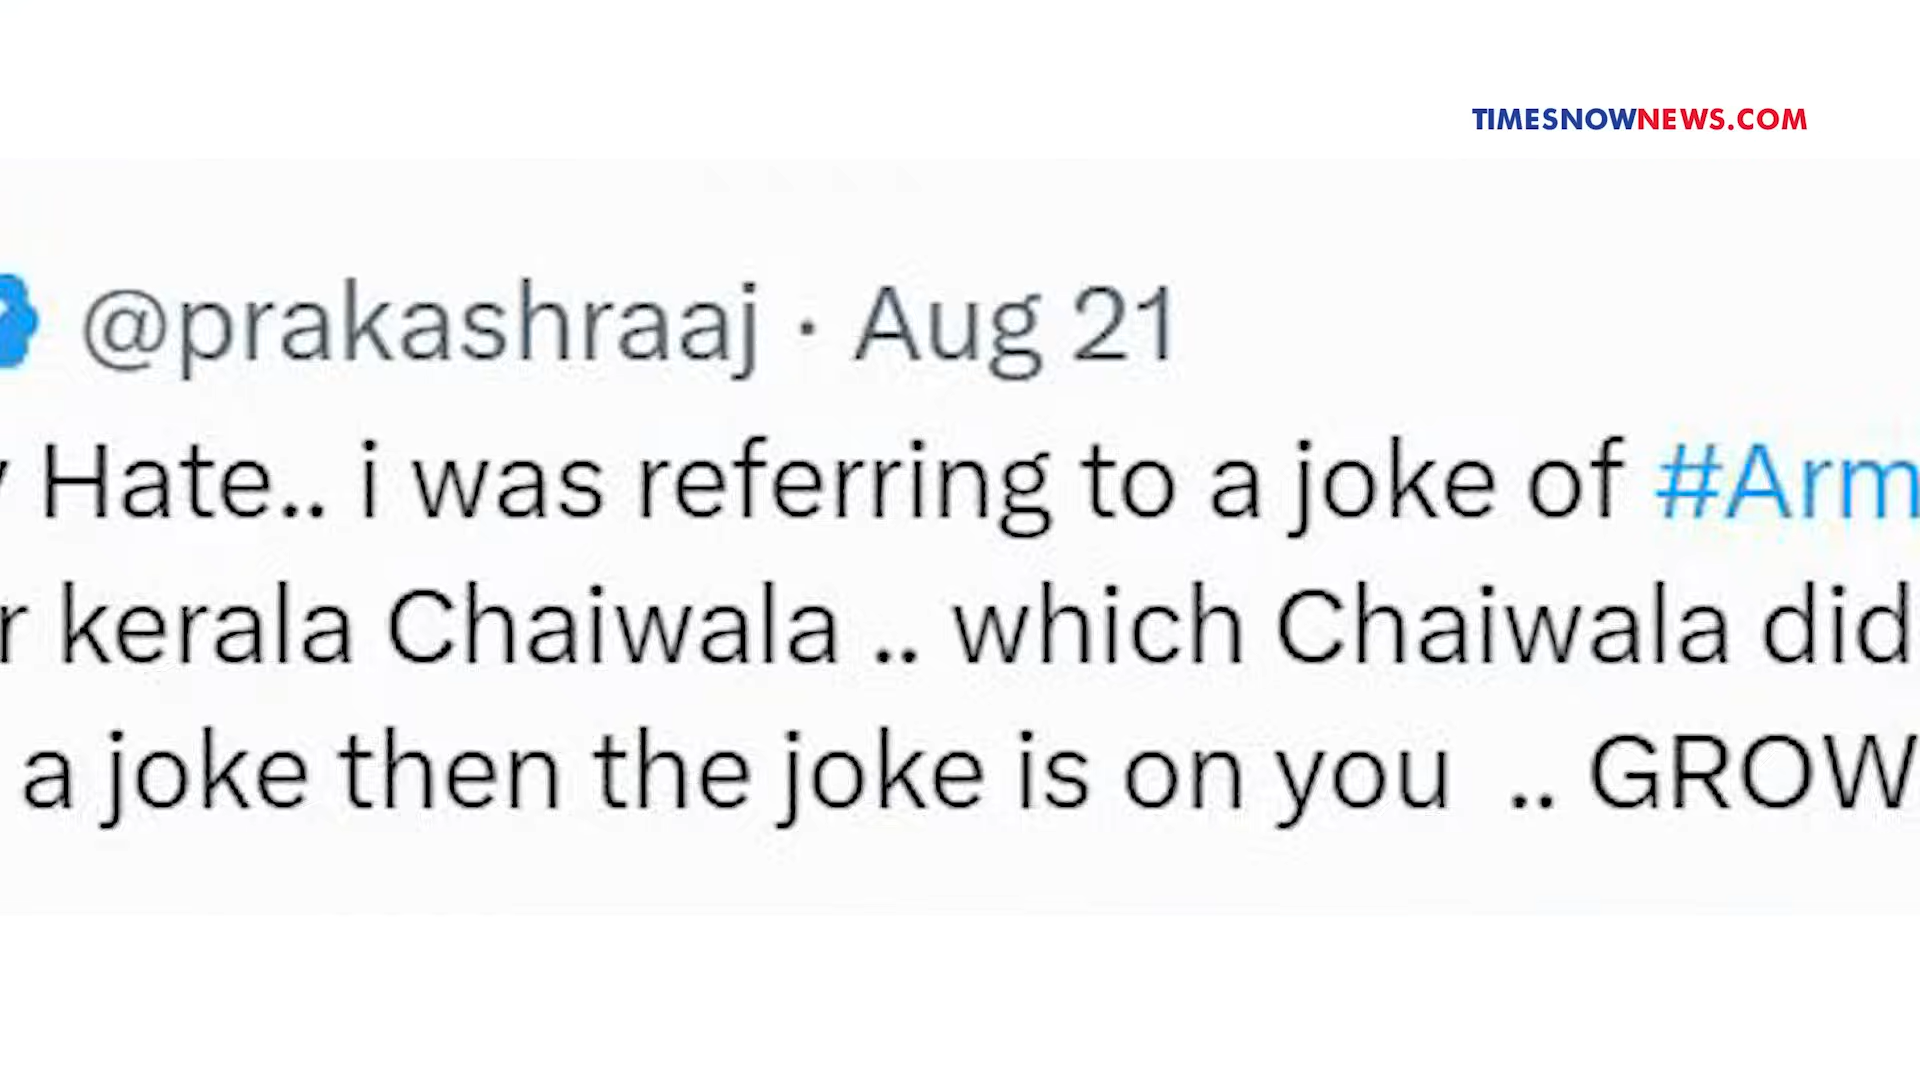 TIMESNOWNEWS.COM
@prakashraaj · Aug 21
Hate.. i was referring to a joke of #Arm
kerala Chaiwala .. which Chaiwala did
a joke then the joke is on you .. GROW